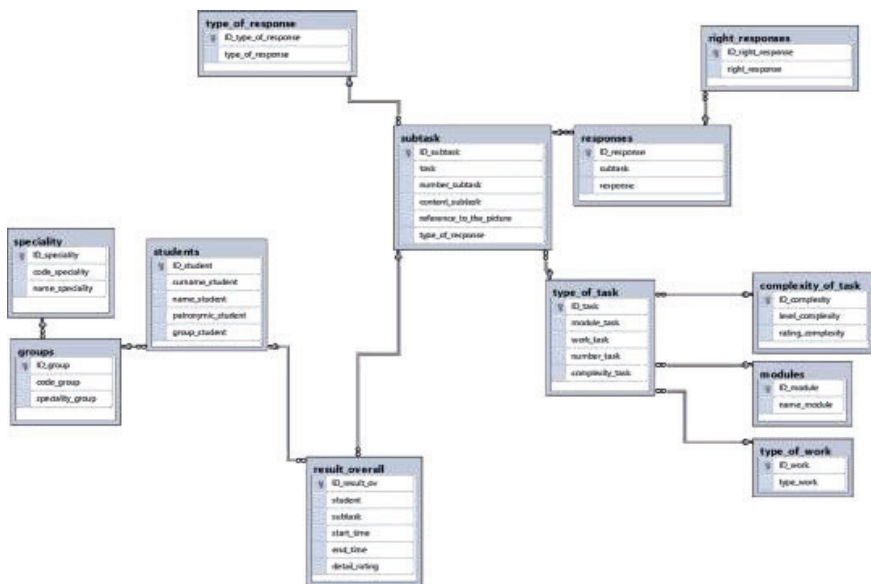 type_of_response
ID_type_of_response
type_of_response
right_responses
ID_right_response
right_response
subtask
ID_subtask
task
number_subtask
content_subtask
reference_to_the_picture
type_of_response
responses
ID_response
subtask
response
speciality
ID_speciality
code_speciality
name_speciality
students
ID_student
surname_student
name_student
patronymic_student
group_student
type_of_task
ID_task
module_task
work_task
number_task
complexity_task
complexity_of_task
ID_complexity
level_complexity
rating_complexity
groups
ID_group
code_group
speciality_group
modules
ID_module
name_module
type_of_work
ID_work
type_work
result_overall
ID_result_ov
student
subtask
start_time
end_time
detail_rating